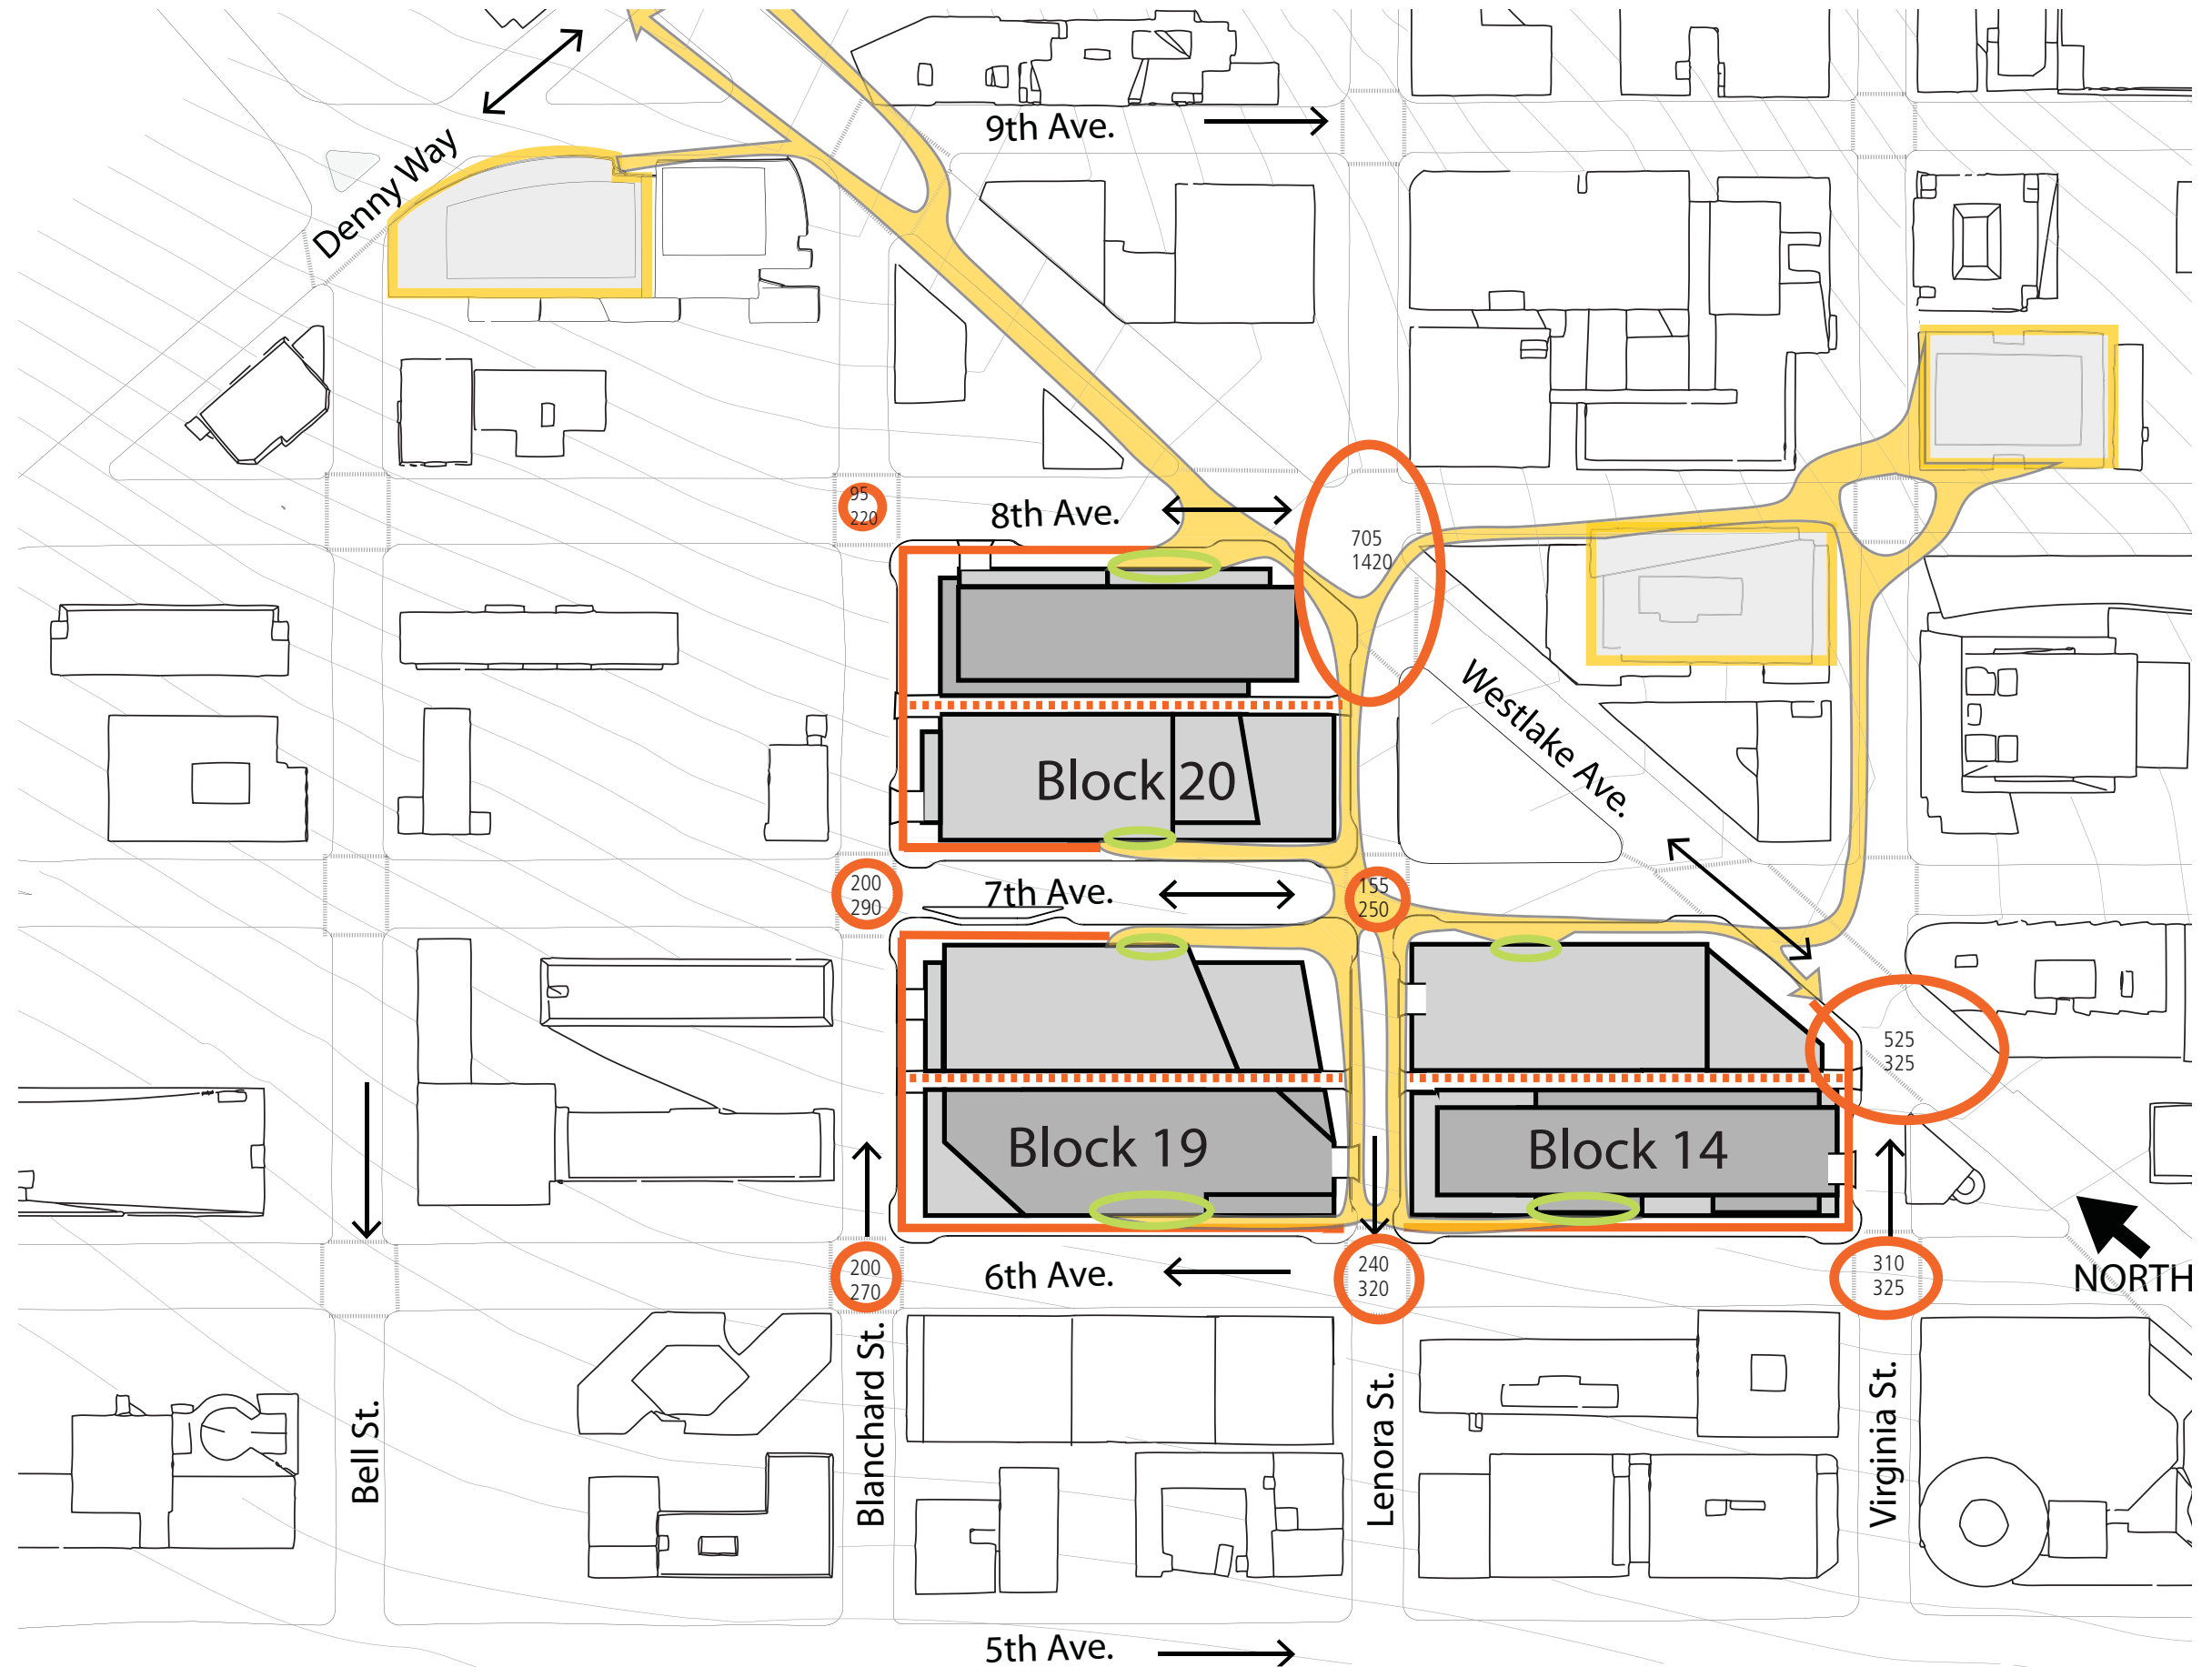 9th Ave.
Denny Way
95
220
8th Ave.
705
1420
Westlake Ave.
Block 20
200
290
7th Ave.
155
250
525
325
Block 19
Block 14
200
270
6th Ave.
240
320
310
325
NORTH
Bell St.
Blanchard St.
Lenora St.
Virginia St.
5th Ave.